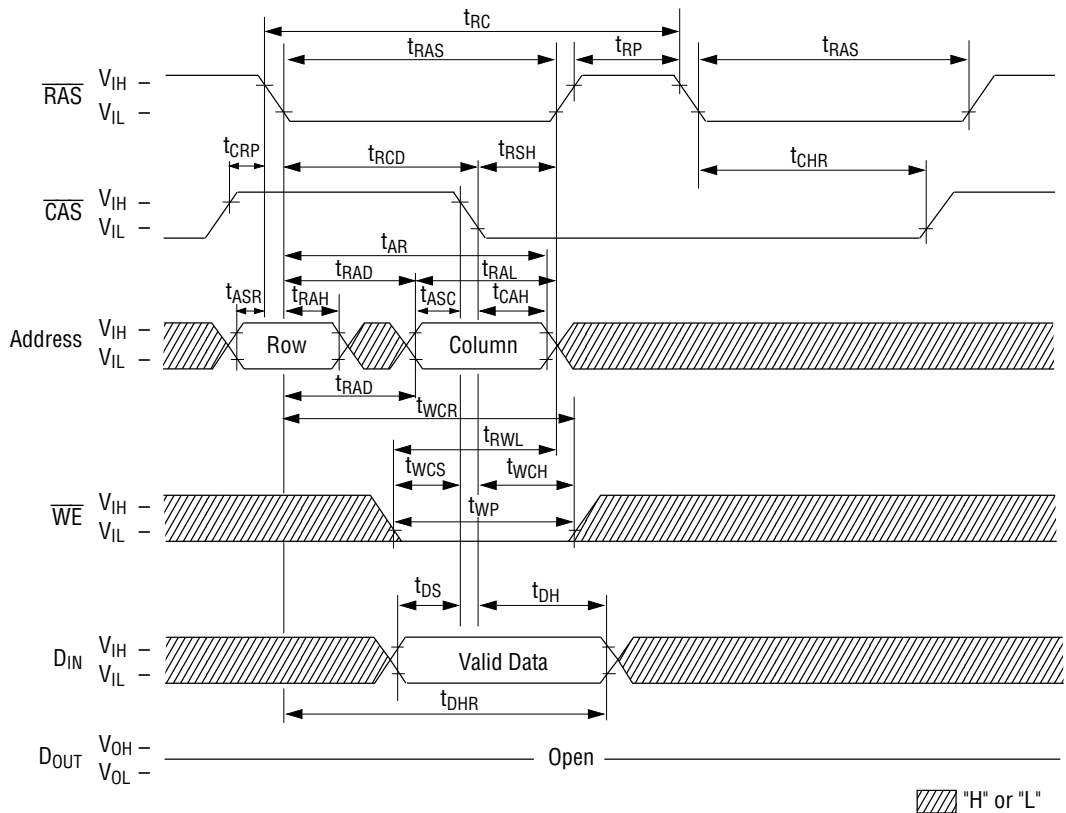 tRC
tRAS tRP tRAS
RAS VIH –
VIL –
tCRP tRCD tRSH tCHR
CAS VIH –
VIL –
tAR
tRAD tRAL
tASR tRAH tASC tCAH
Address VIH –
VIL –
Row Column
tRAD
tWCR
tRWL
tWCS tWCH
WE VIH –
VIL –
tWP
tDS tDH
DIN VIH –
VIL –
Valid Data
tDHR
DOUT VOH –
VOL –
Open
"H" or "L"